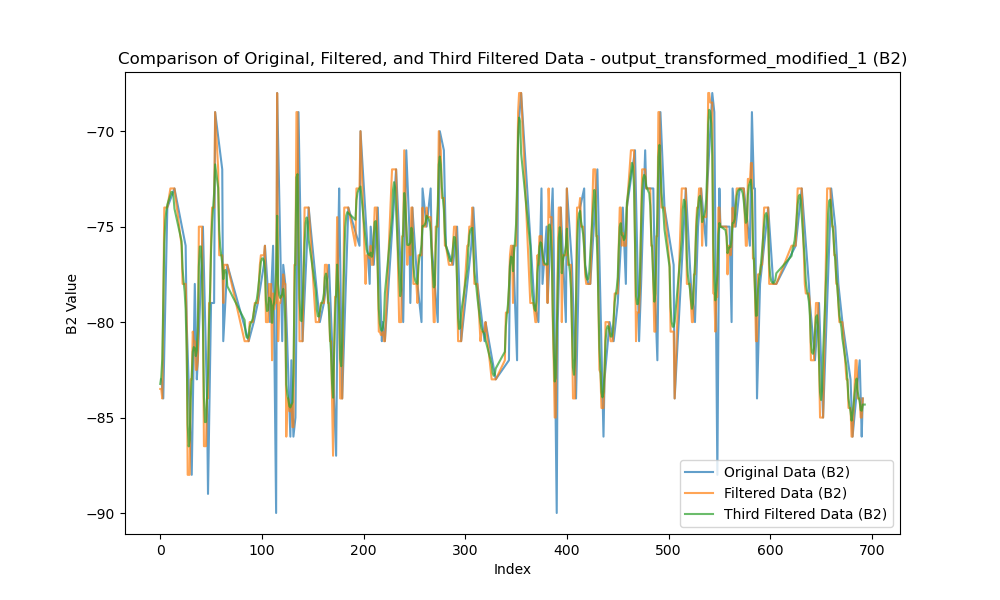 Comparison of Original, Filtered, and Third Filtered Data - output_transformed_modified_1 (B2)
B2 Value
−70
−75
−80
−85
−90
0 100 200 300 400 500 600 700
Index
Original Data (B2)
Filtered Data (B2)
Third Filtered Data (B2)